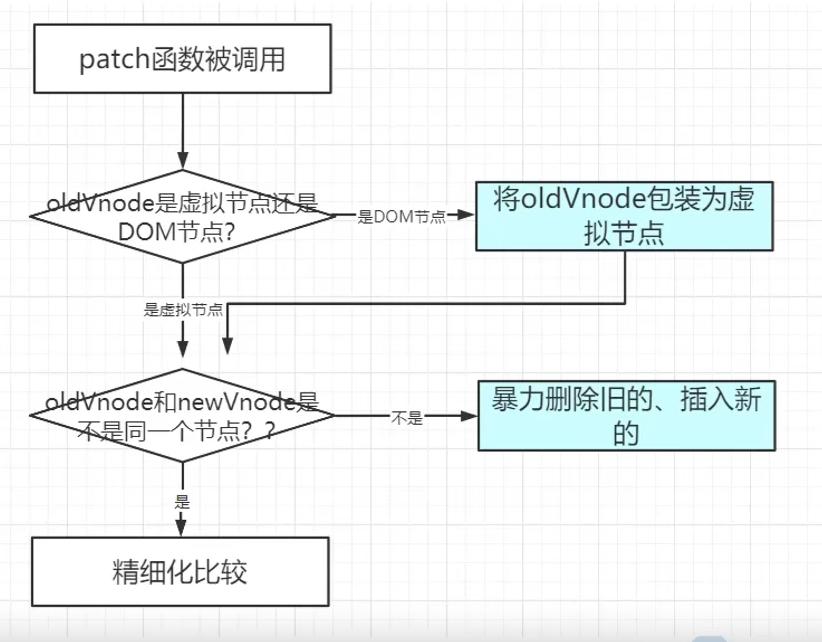 patch函数被调用
oldVnode是虚拟节点还是
DOM节点?
是DOM节点
将oldVnode包装为虚
拟节点
是虚拟节点
oldVnode和newVnode是
不是同一个节点？?
不是
暴力删除旧的、插入新
的
是
精细化比较